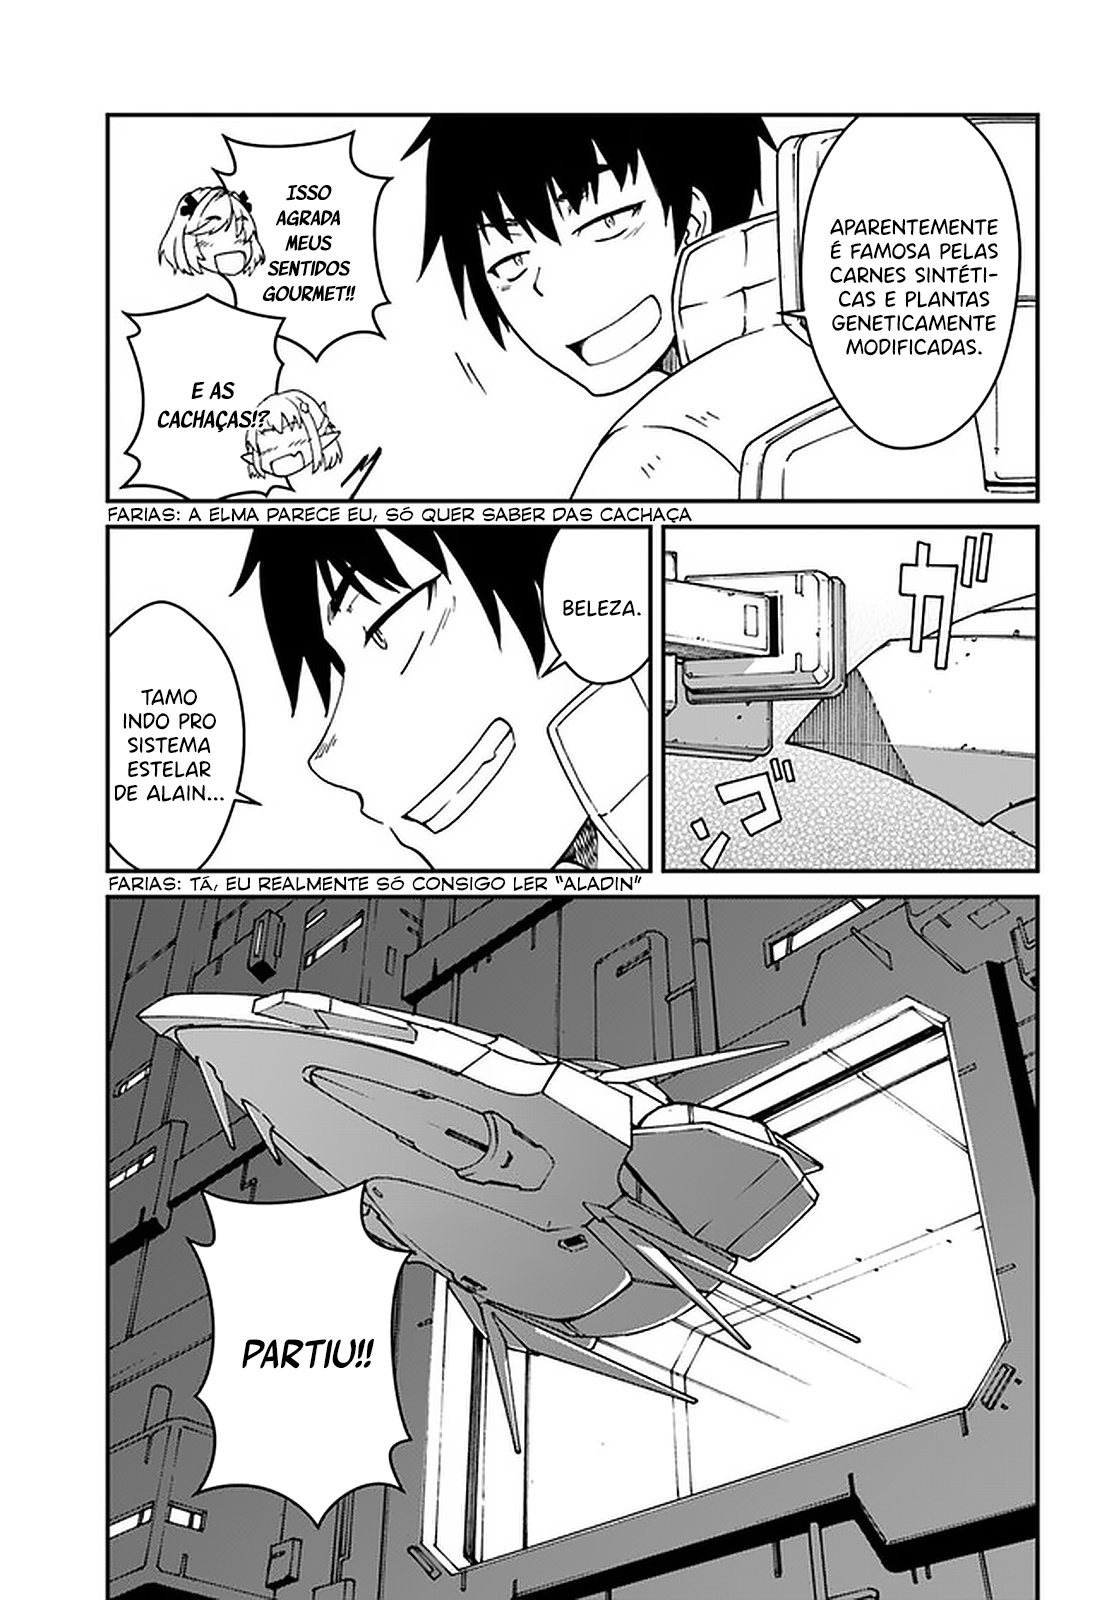 APARENTEMENTE
É FAMOSA PELAS
CARNES SINTÉTI-
CAS E PLANTAS
GENETICAMENTE
MODIFICADAS.
ISSO
AGRADA
MEUS
SENTIDOS
GOURMET!!
E AS
CACHAÇAS!?
FARIAS: A ELMA PARECE EU, SÓ QUER SABER DAS CACHAÇA
ガ
ゴ
ン
BELEZA.
TAMO
INDO PRO
SISTEMA
ESTELAR
DE ALAIN...
FARIAS: TÁ, EU REALMENTE SÓ CONSIGO LER "ALADIN"
PARTIU!!